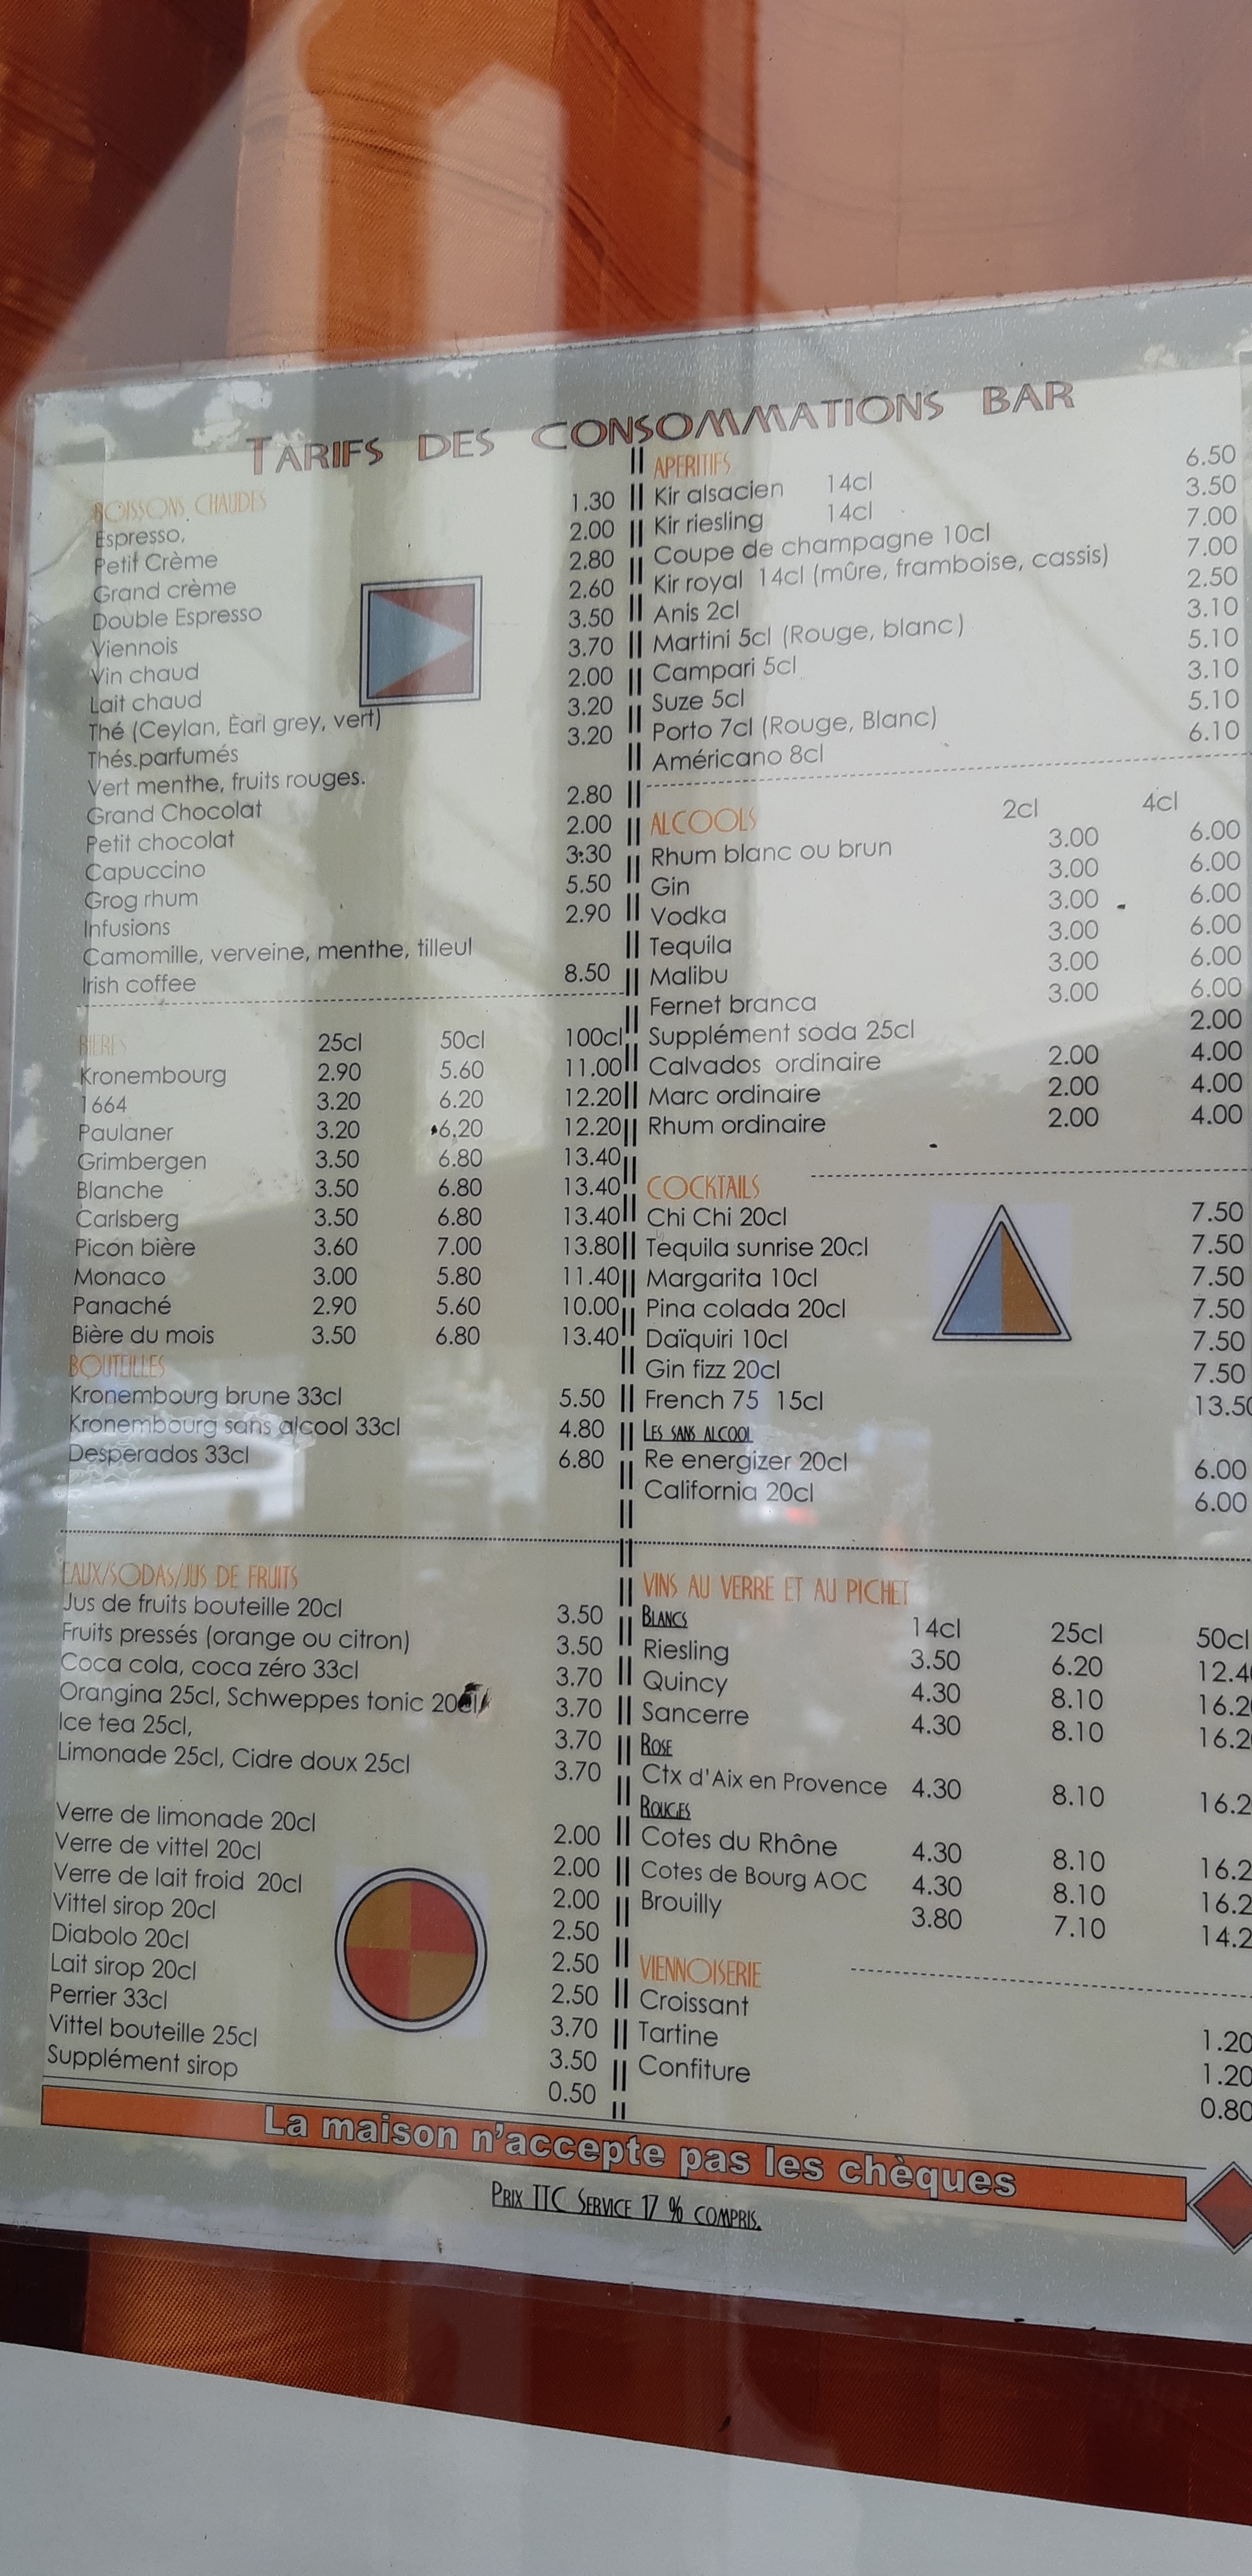 TARIFS DES CONSOMMATIONS BAR
BOISSONS CHAUDES
Espresso, 1.30
Petit Crème 2.00
Grand crème 2.80
Double Espresso 2.60
Viennois 3.50
Vin chaud 3.70
Lait chaud 2.00
Thé (Ceylan, Èarl grey, vert) 3.20
Thés.parfumés 3.20
Vert menthe, fruits rouges.
Grand Chocolat 2.80
Petit chocolat 2.00
Capuccino 3:30
Grog rhum 5.50
Infusions 2.90
Camomille, verveine, menthe, tilleul
Irish coffee 8.50
BIERES 25cl 50cl 100cl
Kronembourg 2.90 5.60 11.00
1664 3.20 6.20 12.20
Paulaner 3.20 6.20 12.20
Grimbergen 3.50 6.80 13.40
Blanche 3.50 6.80 13.40
Carlsberg 3.50 6.80 13.40
Picon bière 3.60 7.00 13.80
Monaco 3.00 5.80 11.40
Panaché 2.90 5.60 10.00
Bière du mois 3.50 6.80 13.40
BOUTEILLES
Kronembourg brune 33cl 5.50
Kronembourg sans alcool 33cl 4.80
Desperados 33cl 6.80
EAUX/SODAS/JUS DE FRUITS
Jus de fruits bouteille 20cl 3.50
Fruits pressés (orange ou citron) 3.50
Coca cola, coca zéro 33cl 3.70
Orangina 25cl, Schweppes tonic 20cl 3.70
Ice tea 25cl, 3.70
Limonade 25cl, Cidre doux 25cl 3.70
Verre de limonade 20cl 2.00
Verre de vittel 20cl 2.00
Verre de lait froid 20cl 2.00
Vittel sirop 20cl 2.50
Diabolo 20cl 2.50
Lait sirop 20cl 2.50
Perrier 33cl 3.70
Vittel bouteille 25cl 3.50
Supplément sirop 0.50
APERITIFS
Kir alsacien 14cl 6.50
Kir riesling 14cl 3.50
Coupe de champagne 10cl 7.00
Kir royal 14cl (mûre, framboise, cassis) 7.00
Anis 2cl 2.50
Martini 5cl (Rouge, blanc) 3.10
Campari 5cl 5.10
Suze 5cl 3.10
Porto 7cl (Rouge, Blanc) 5.10
Américano 8cl 6.10
ALCOOLS 2cl 4cl
Rhum blanc ou brun 3.00 6.00
Gin 3.00 6.00
Vodka 3.00 6.00
Tequila 3.00 6.00
Malibu 3.00 6.00
Fernet branca 3.00 6.00
Supplément soda 25cl 2.00
Calvados ordinaire 2.00 4.00
Marc ordinaire 2.00 4.00
Rhum ordinaire 2.00 4.00
COCKTAILS
Chi Chi 20cl 7.50
Tequila sunrise 20cl 7.50
Margarita 10cl 7.50
Pina colada 20cl 7.50
Daïquiri 10cl 7.50
Gin fizz 20cl 7.50
French 75 15cl 13.50
LES SANS ALCOOL
Re energizer 20cl 6.00
California 20cl 6.00
VINS AU VERRE ET AU PICHET
BLANCS 14cl 25cl 50cl
Riesling 3.50 6.20 12.4
Quincy 4.30 8.10 16.2
Sancerre 4.30 8.10 16.2
ROSE
Ctx d'Aix en Provence 4.30 8.10 16.2
ROUGES
Cotes du Rhône 4.30 8.10 16.2
Cotes de Bourg AOC 4.30 8.10 16.2
Brouilly 3.80 7.10 14.2
VIENNOISERIE
Croissant 1.20
Tartine 1.20
Confiture 0.80
La maison n'accepte pas les chèques
PRIX TTC SERVICE 17 % COMPRIS.